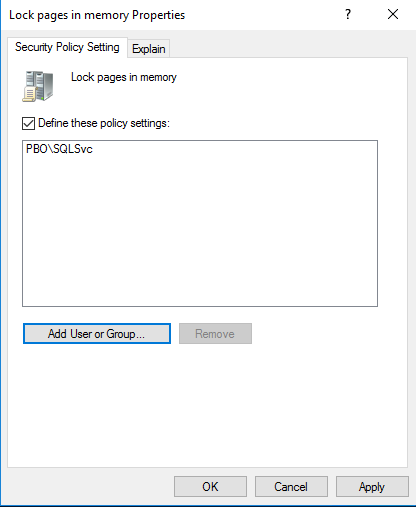 Lock pages in memory Properties
?
Security Policy Setting
Explain
Lock pages in memory
Define these policy settings:
PBO\SQLSvc
Add User or Group...
Remove
OK
Cancel
Apply